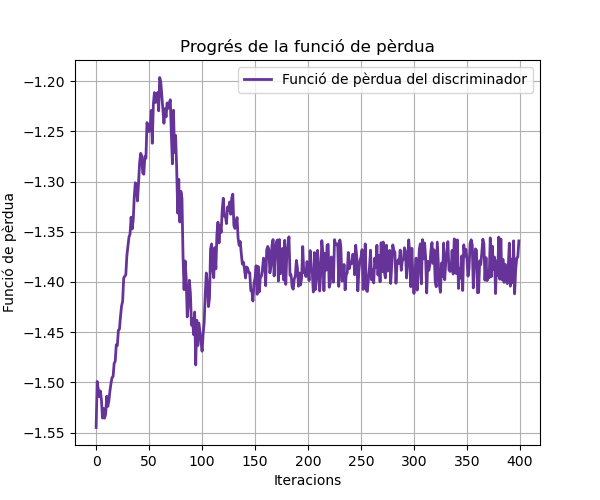 Progrés de la funció de pèrdua
Funció de pèrdua del discriminador
−1.20
−1.25
−1.30
−1.35
−1.40
−1.45
−1.50
−1.55
Funció de pèrdua
0 50 100 150 200 250 300 350 400
Iteracions